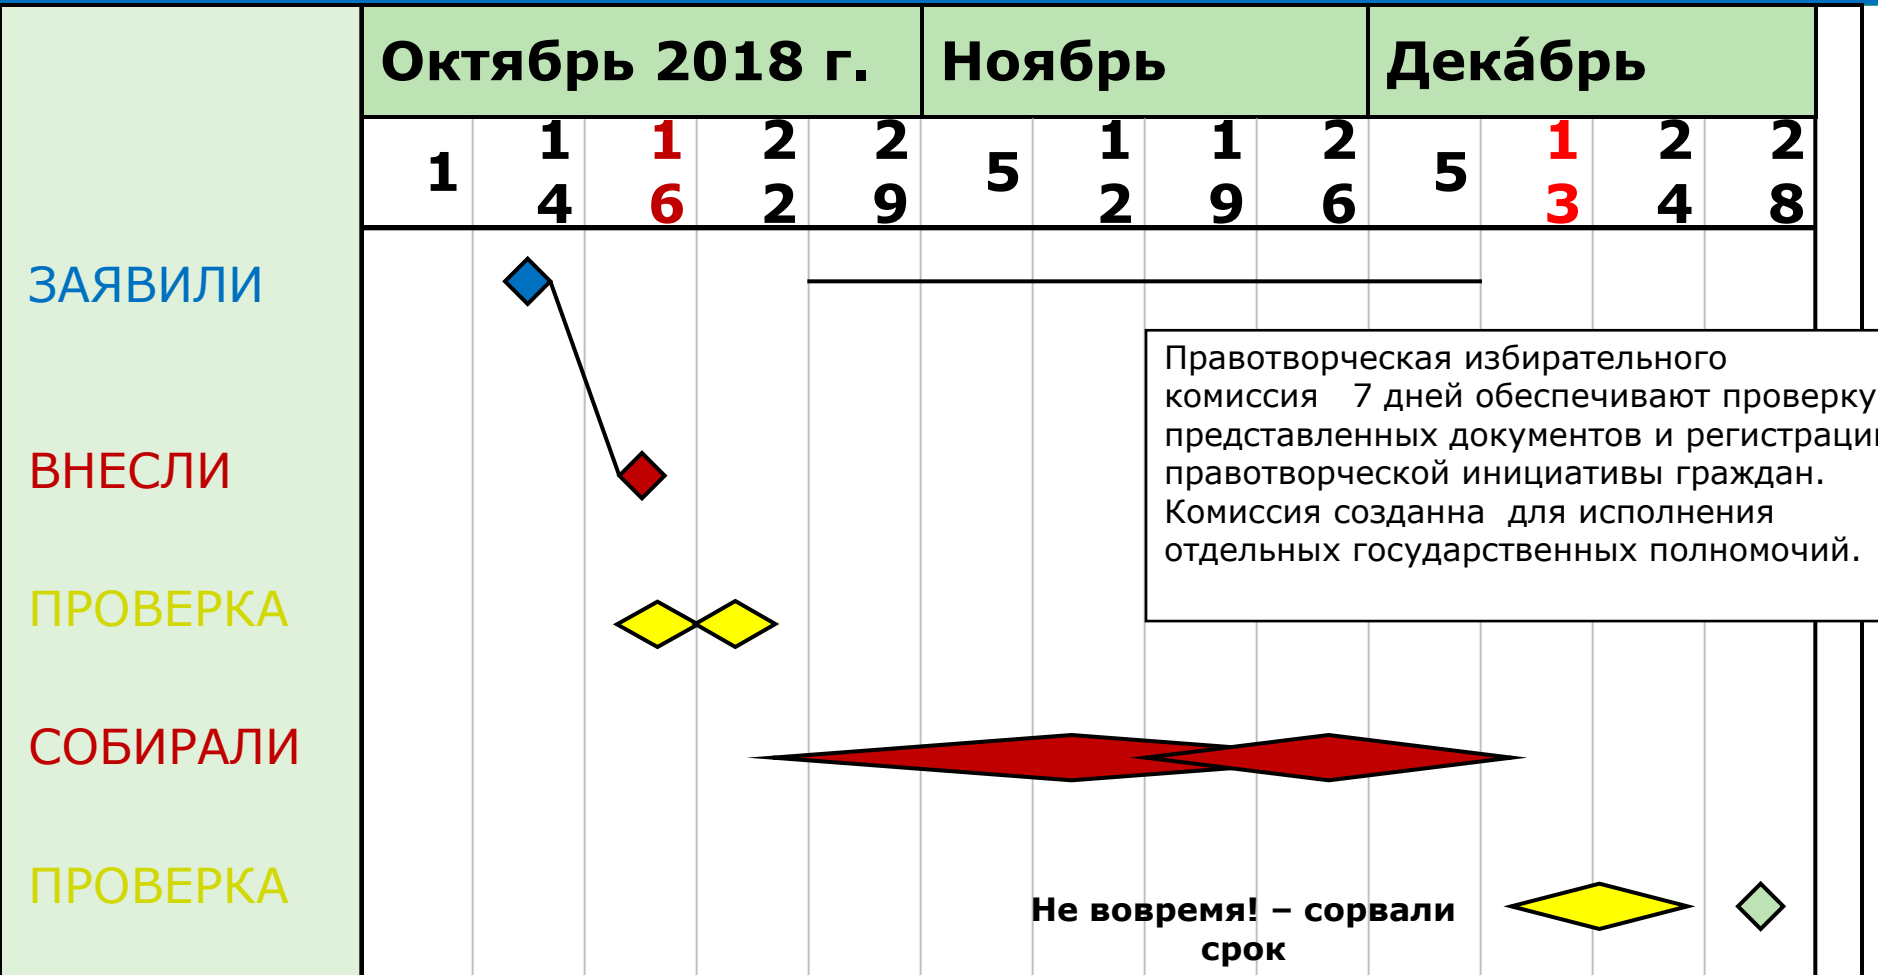 Октябрь 2018 г. Ноябрь Дека́брь
1 14 16 22 29 5 12 19 26 5 13 24 28
ЗАЯВИЛИ
Правотворческая избирательного
комиссия 7 дней обеспечивают проверку
представленных документов и регистраци
правотворческой инициативы граждан.
Комиссия созданна для исполнения
отдельных государственных полномочий.
ВНЕСЛИ
ПРОВЕРКА
СОБИРАЛИ
ПРОВЕРКА
Не вовремя! – сорвали
срок